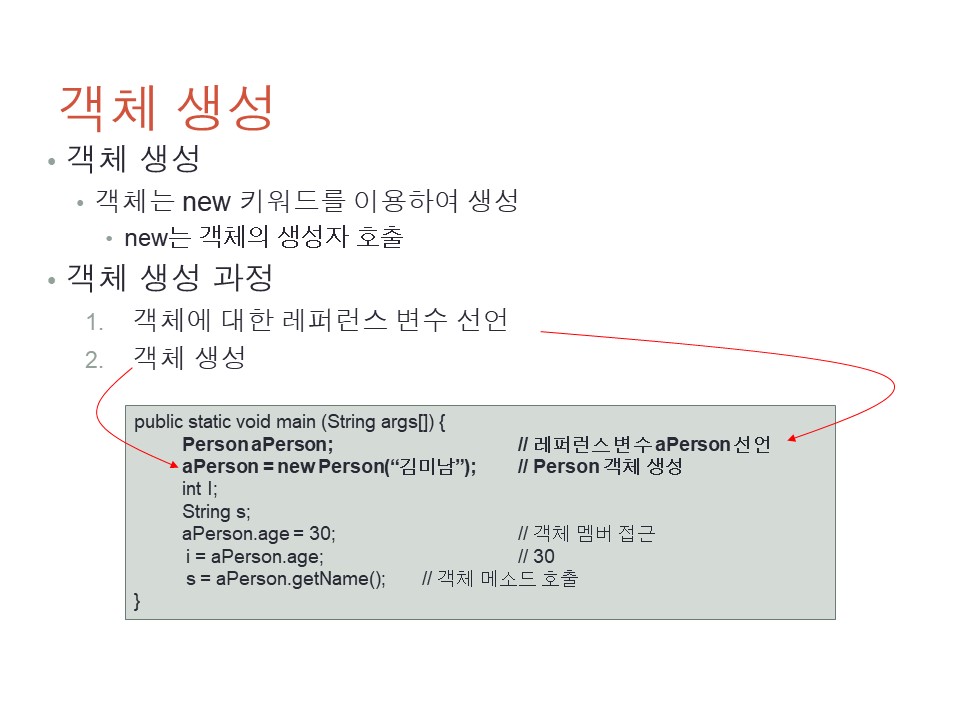 객체 생성
• 객체 생성
• 객체는 new 키워드를 이용하여 생성
• new는 객체의 생성자 호출
• 객체 생성 과정
1. 객체에 대한 레퍼런스 변수 선언
2. 객체 생성
public static void main (String args[]) {
Person aPerson; // 레퍼런스 변수 aPerson 선언
aPerson = new Person(“김미남”); // Person 객체 생성
int I;
String s;
aPerson.age = 30; // 객체 멤버 접근
i = aPerson.age; // 30
s = aPerson.getName(); // 객체 메소드 호출
}